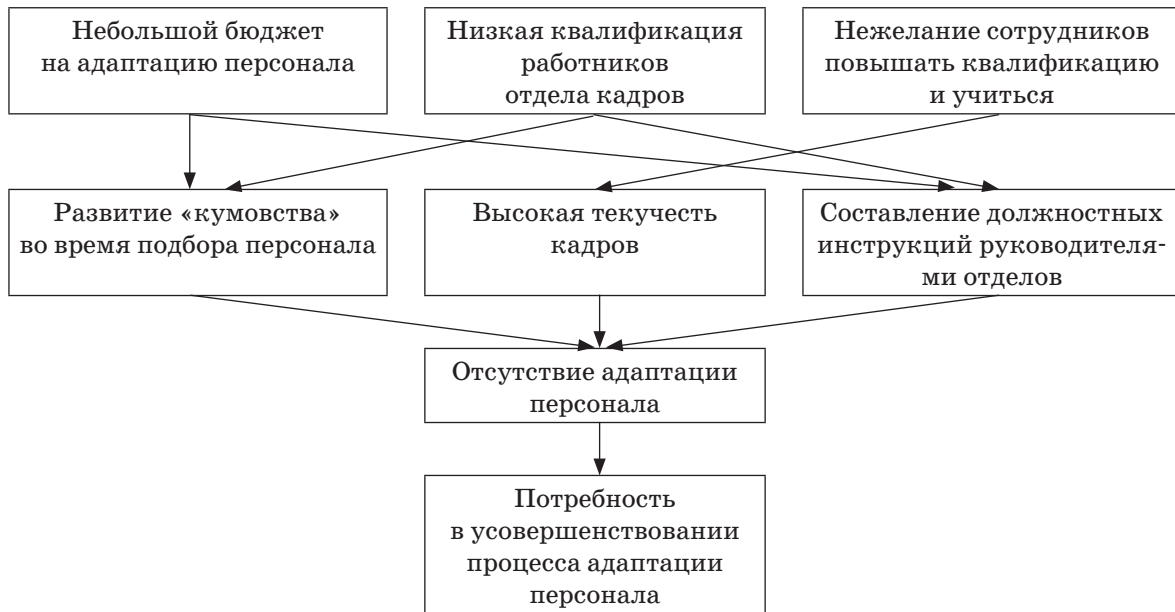 Небольшой бюджет
на адаптацию персонала
Низкая квалификация
работников
отдела кадров
Нежелание сотрудников
повышать квалификацию
и учиться
Развитие «кумовства»
во время подбора персонала
Высокая текучесть
кадров
Составление должностных
инструкций руководителя-
ми отделов
Отсутствие адаптации
персонала
Потребность
в усовершенствовании
процесса адаптации
персонала